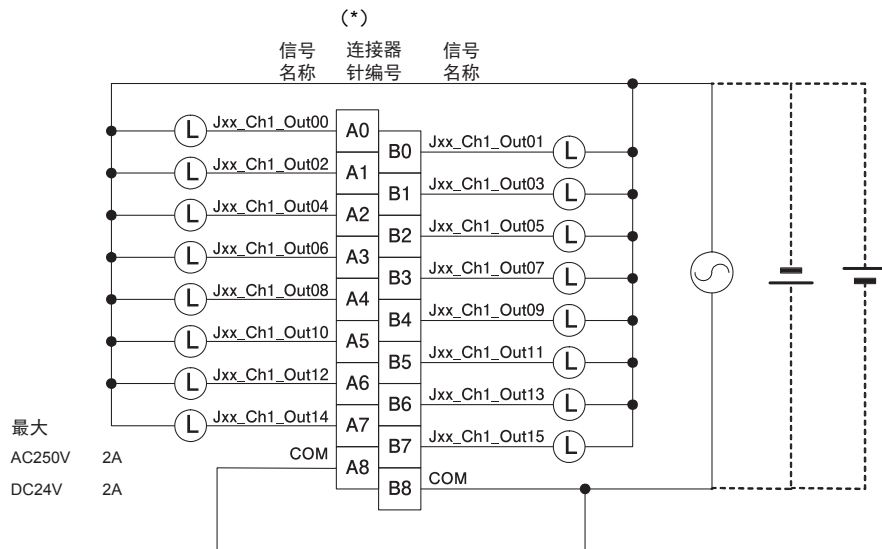 (*)
信号 连接器 信号
名称 针编号 名称
L Jxx_Ch1_Out00 A0
B0 Jxx_Ch1_Out01 L
L Jxx_Ch1_Out02 A1
B1 Jxx_Ch1_Out03 L
L Jxx_Ch1_Out04 A2
B2 Jxx_Ch1_Out05 L
L Jxx_Ch1_Out06 A3
B3 Jxx_Ch1_Out07 L
L Jxx_Ch1_Out08 A4
B4 Jxx_Ch1_Out09 L
L Jxx_Ch1_Out10 A5
B5 Jxx_Ch1_Out11 L
L Jxx_Ch1_Out12 A6
B6 Jxx_Ch1_Out13 L
L Jxx_Ch1_Out14 A7
B7 Jxx_Ch1_Out15 L
COM A8
B8 COM
最大
AC250V 2A
DC24V 2A